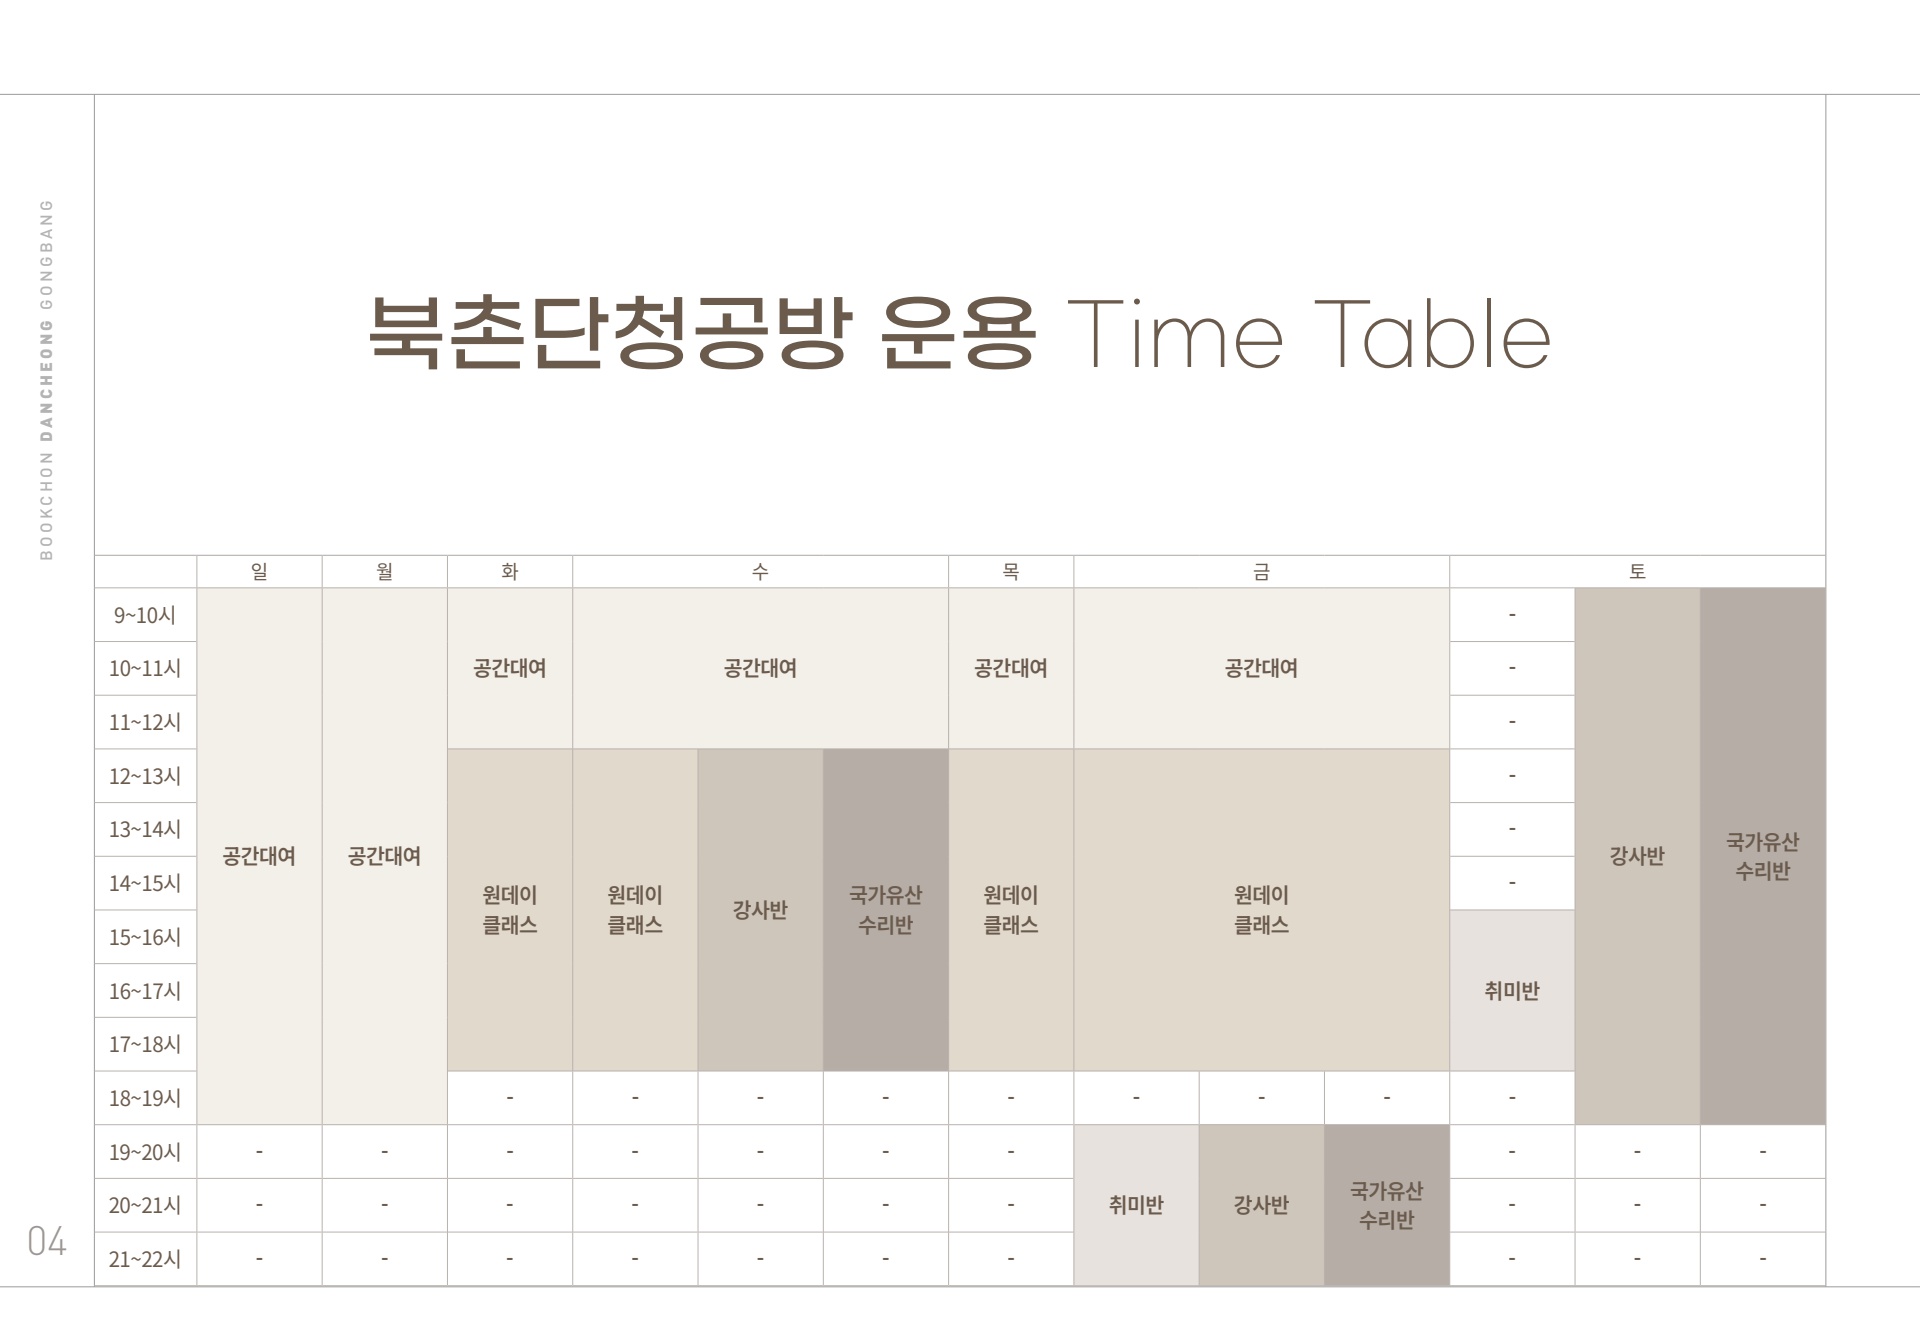 북촌단청공방 운용 Time Table
BOOKCHON DANCHEONG GONGBANG
일 월 화 수 목 금 토
9~10시 -
10~11시 공간대여 공간대여 공간대여 공간대여 -
11~12시 -
12~13시 -
13~14시 -
공간대여 공간대여 강사반 국가유산
수리반
14~15시 -
원데이 원데이 강사반 국가유산 원데이 원데이
클래스 클래스 수리반 클래스 클래스
15~16시
16~17시 취미반
17~18시
18~19시 - - - - - - - - -
19~20시 - - - - - - - - - -
20~21시 - - - - - - - 취미반 강사반 국가유산 - - -
수리반
21~22시 - - - - - - - - - -
04